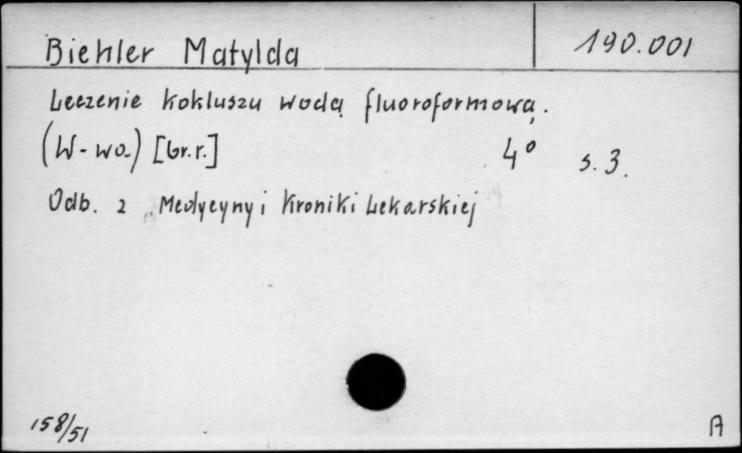 Biehler Matylda 190.001
Leczenie kokluszu wodą fluoroformową.
(W-wa.) [br.r.] 4° s. 3.
Odb. z „Medycyny i Kroniki Lekarskiej"
158/51 A